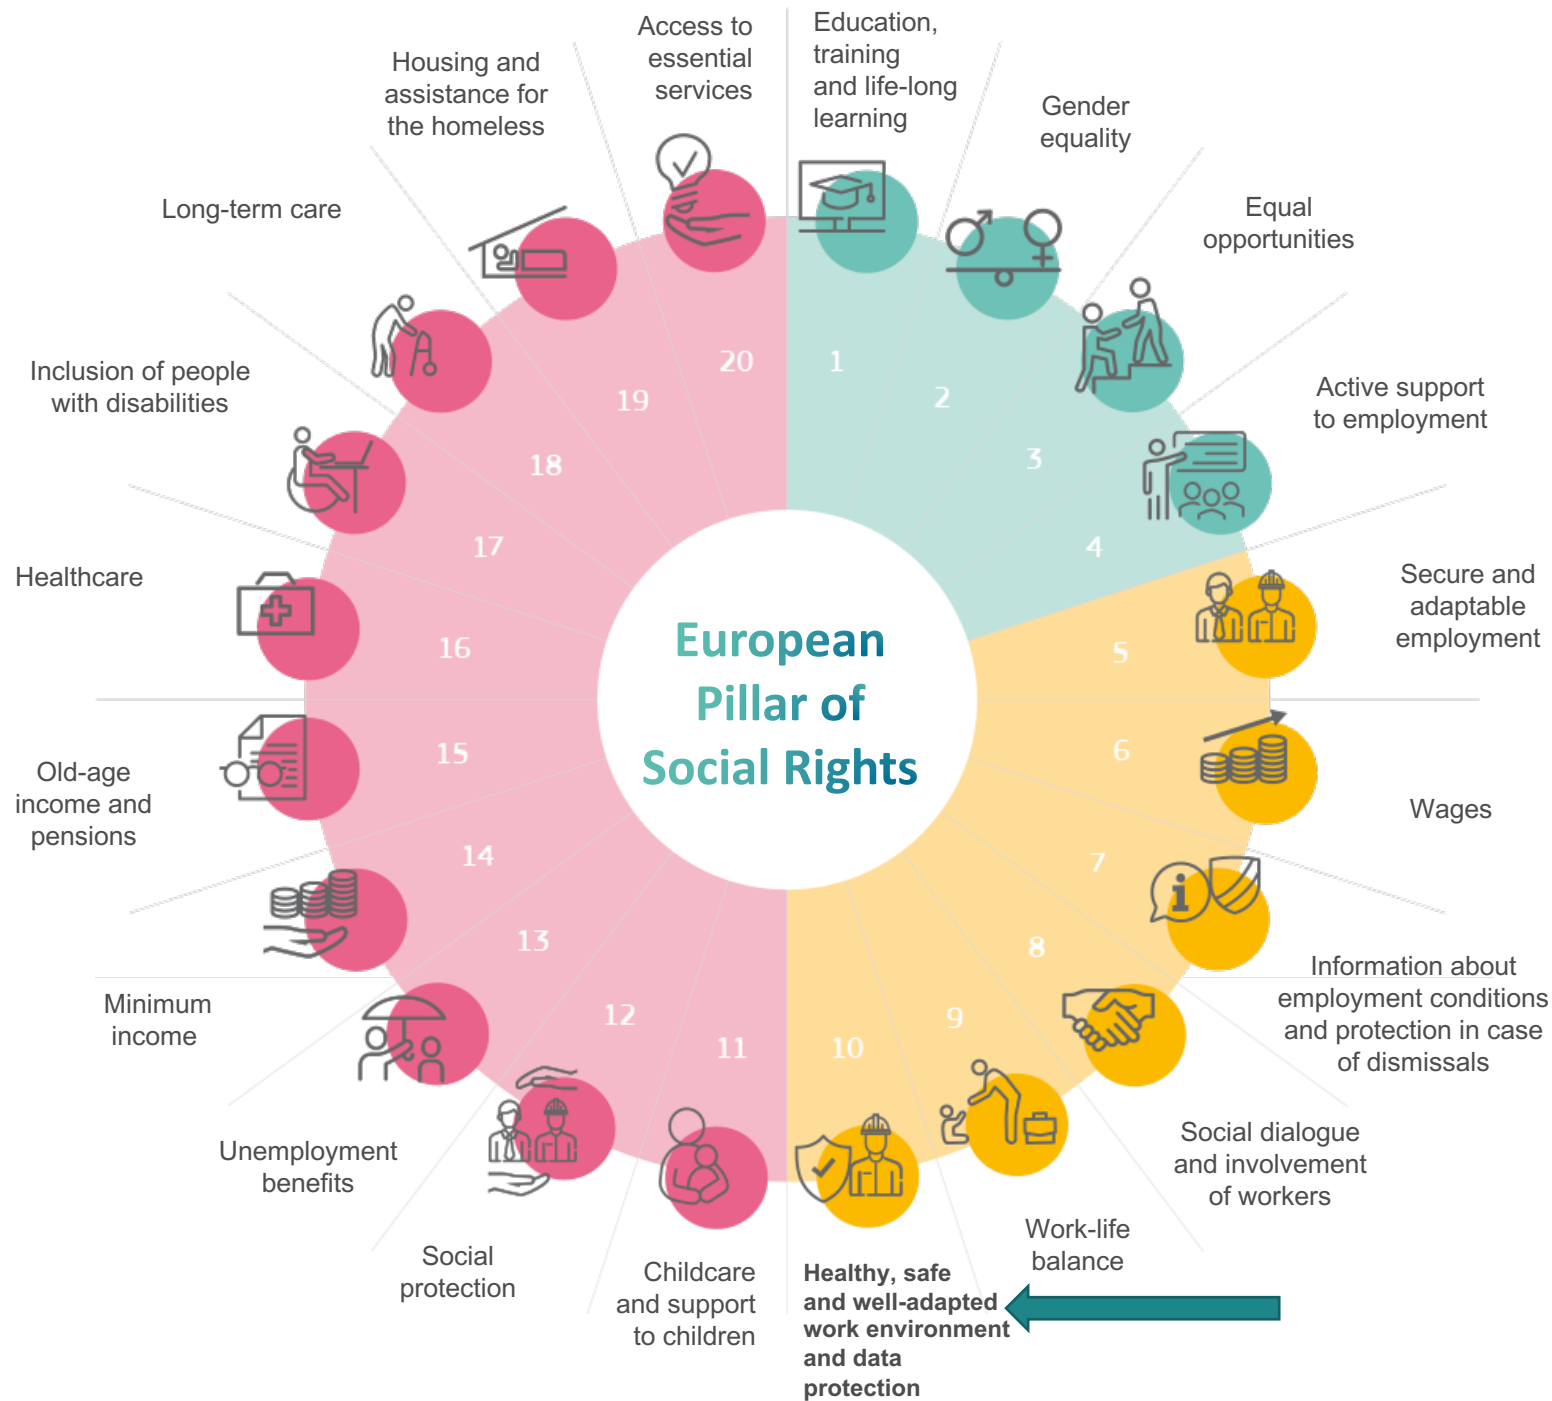 Education,
training
and life-long
learning
Gender
equality
Equal
opportunities
Active support
to employment
Secure and
adaptable
employment
Wages
Information about
employment conditions
and protection in case
of dismissals
Social dialogue
and involvement
of workers
Work-life
balance
Healthy, safe
and well-adapted
work environment
and data
protection
Childcare
and support
to children
Social
protection
Unemployment
benefits
Minimum
income
Old-age
income and
pensions
Healthcare
Inclusion of people
with disabilities
Long-term care
Housing and
assistance for
the homeless
Access to
essential
services
1
2
3
4
5
6
7
8
9
10
11
12
13
14
15
16
17
18
19
20
European
Pillar of
Social Rights
i